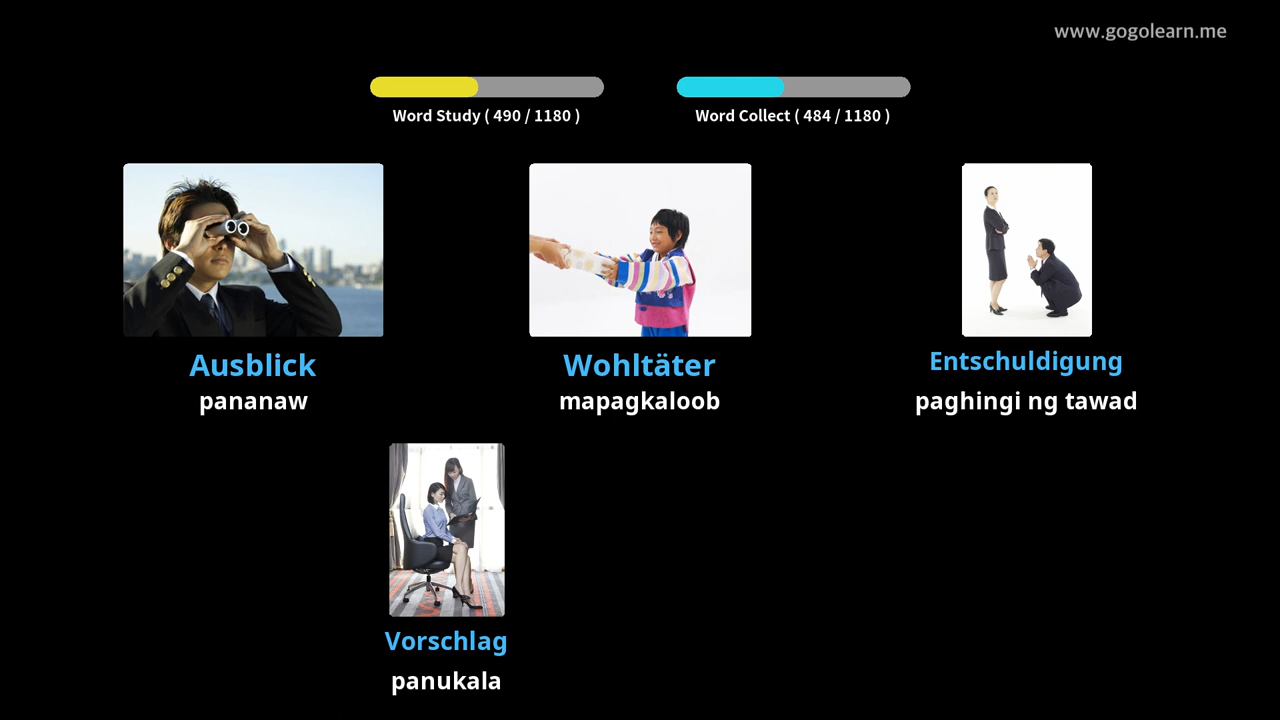 www.gogolearn.me
Word Study ( 490 / 1180 )
Word Collect ( 484 / 1180 )
Ausblick
pananaw
Wohltäter
mapagkaloob
Entschuldigung
paghingi ng tawad
Vorschlag
panukala